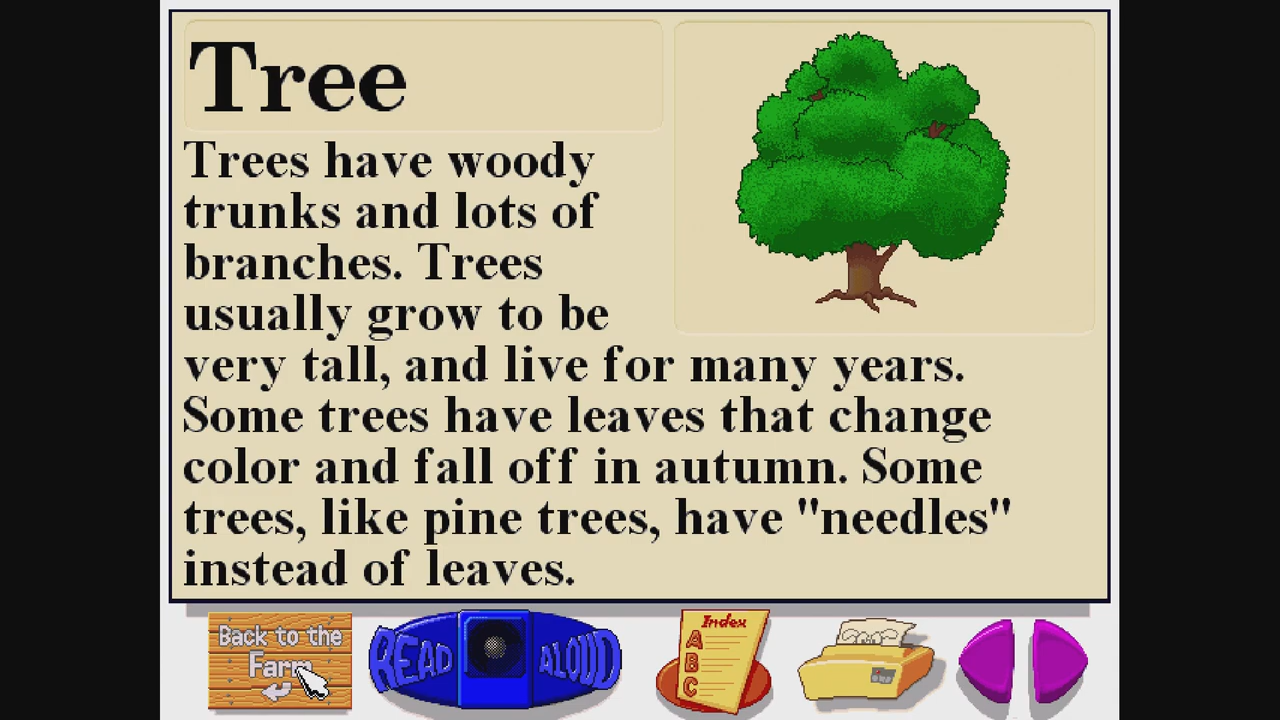 Tree
Trees have woody
trunks and lots of
branches. Trees
usually grow to be
very tall, and live for many years.
Some trees have leaves that change
color and fall off in autumn. Some
trees, like pine trees, have "needles"
instead of leaves.
Back to the
Farm
READ ALOUD
Index
A
B
C